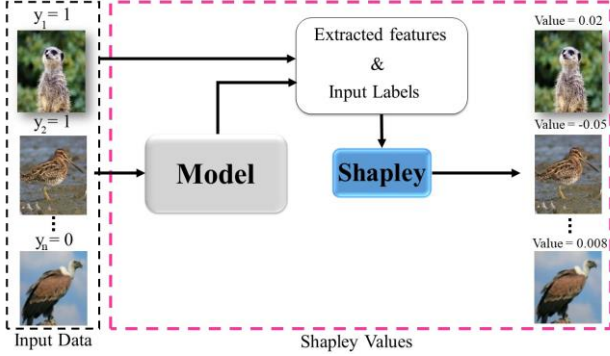 y₁ = 1
y₂ = 1
yₙ = 0
Input Data
Model
Extracted features
&
Input Labels
Shapley
Value = 0.02
Value = -0.05
Value = 0.008
Shapley Values